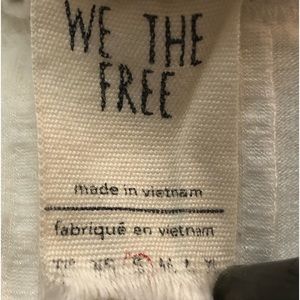 WE THE
FREE
made in vietnam
fabriqué en vietnam